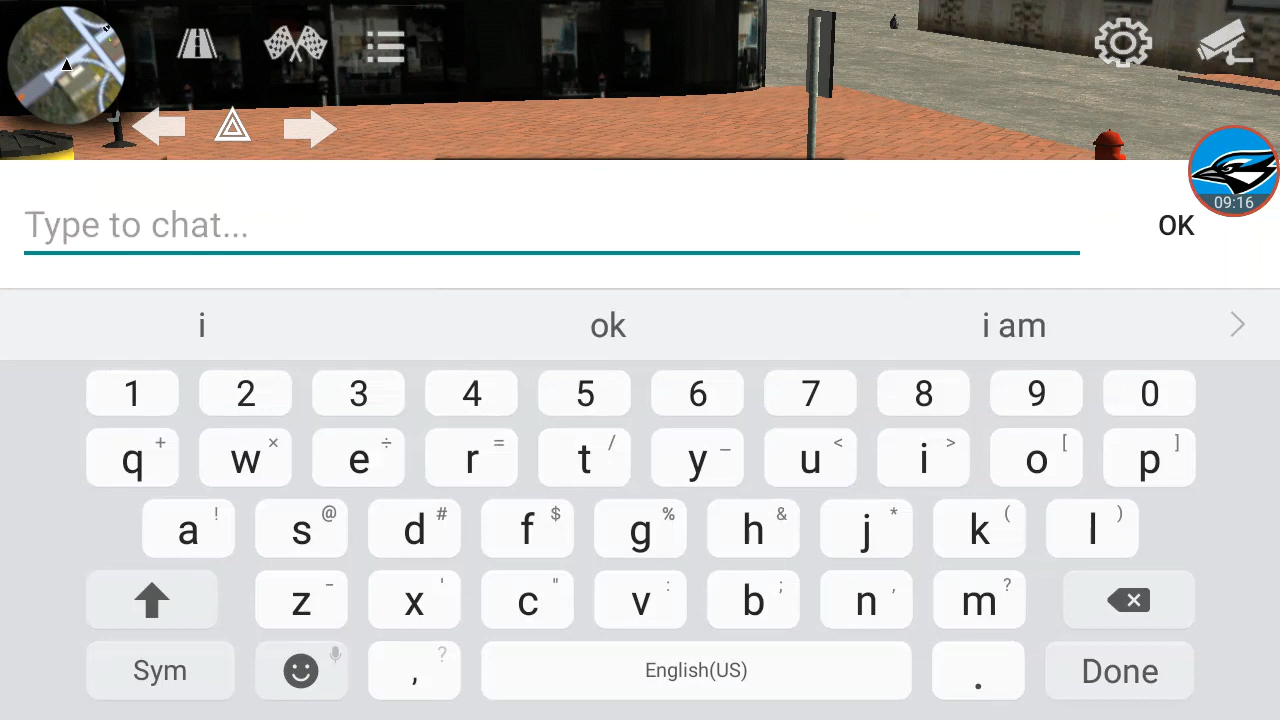 09:16
Type to chat...
OK
i ok i am
1 2 3 4 5 6 7 8 9 0
q + w × e ÷ r = t / y _ u < i > o [ p ]
a ! s @ d # f $ g % h & j * k ( l )
z - x ' c " v : b ; n , m ?
Sym , ? English(US) . Done